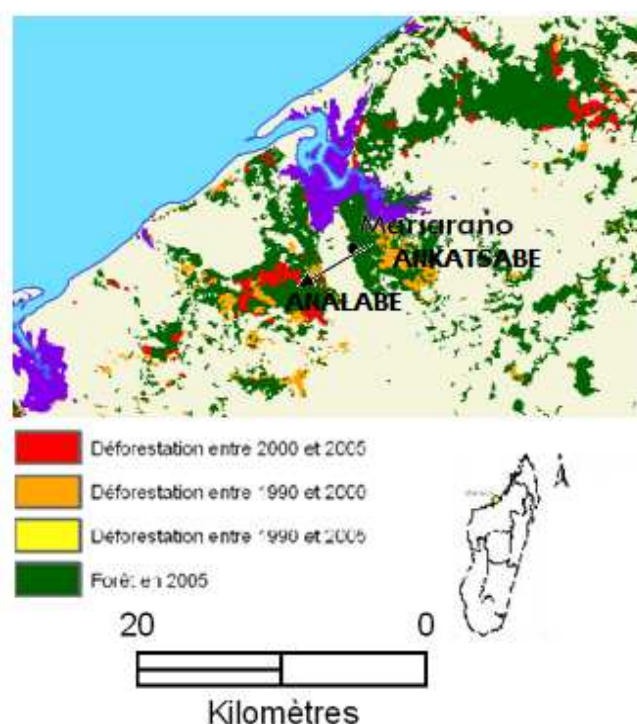 Mariarano
ANKATSABE
ANALABE
Déforestation entre 2000 et 2005
Déforestation entre 1990 et 2000
Déforestation entre 1990 et 2005
Forêt en 2005
20 0
Kilomètres